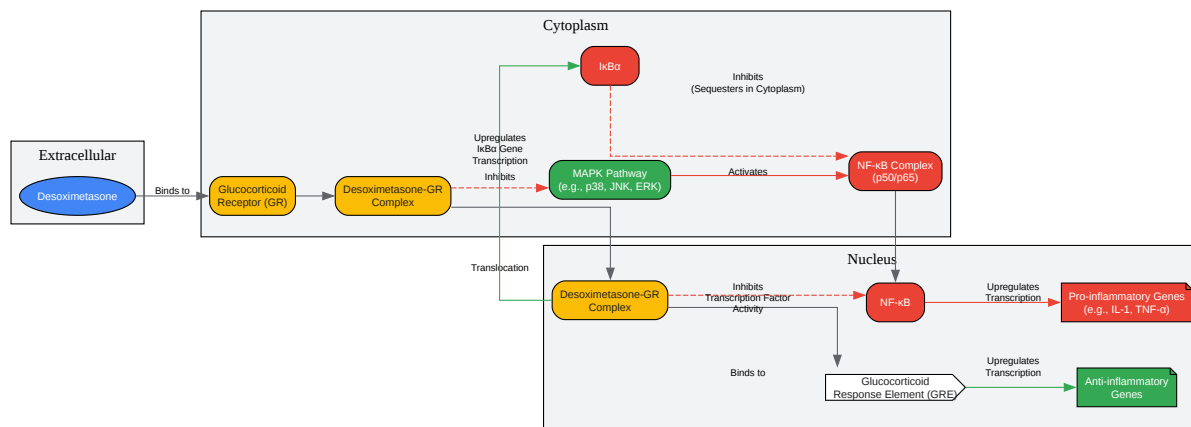 Cytoplasm
IκBα
Inhibits
(Sequesters in Cytoplasm)
Upregulates
IκBα Gene
Transcription
Inhibits
MAPK Pathway
(e.g., p38, JNK, ERK)
Activates
NF-κB Complex
(p50/p65)
Extracellular
Desoximetasone
Binds to
Glucocorticoid
Receptor (GR)
Desoximetasone-GR
Complex
Translocation
Nucleus
Desoximetasone-GR
Complex
Inhibits
Transcription Factor
Activity
NF-κB
Upregulates
Transcription
Pro-inflammatory Genes
(e.g., IL-1, TNF-α)
Binds to
Glucocorticoid
Response Element (GRE)
Upregulates
Transcription
Anti-inflammatory
Genes